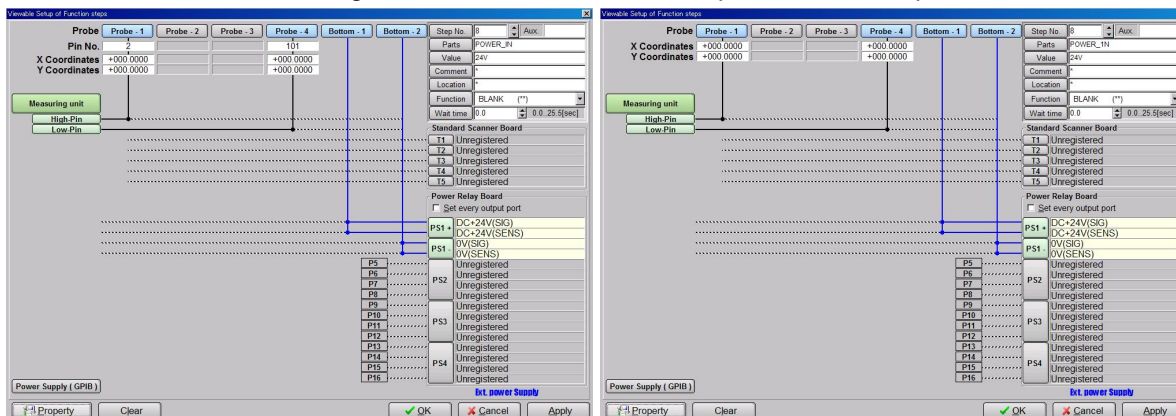 Viewable Setup of Function steps
Probe Probe - 1 Probe - 2 Probe - 3 Probe - 4 Bottom - 1 Bottom - 2 Step No. 8 Aux.
Pin No. 2 101 Parts POWER_IN
X Coordinates +000.0000 +000.0000 Value 24V
Y Coordinates +000.0000 +000.0000 Comment *
Location *
Measuring unit Function BLANK (**)
High-Pin Wait time 0.0 0.0..25.5[sec]
Low-Pin Standard Scanner Board
T1 Unregistered
T2 Unregistered
T3 Unregistered
T4 Unregistered
T5 Unregistered
Power Relay Board
Set every output port
PS1 + DC+24V(SIG)
DC+24V(SENS)
PS1 - 0V(SIG)
0V(SENS)
P5 PS2 Unregistered
P6 Unregistered
P7 Unregistered
P8 Unregistered
P9 PS3 Unregistered
P10 Unregistered
P11 Unregistered
P12 Unregistered
P13 PS4 Unregistered
P14 Unregistered
P15 Unregistered
P16 Unregistered
Power Supply ( GPIB ) Ext. power Supply
Property Clear OK Cancel Apply
Viewable Setup of Function steps
Probe Probe - 1 Probe - 2 Probe - 3 Probe - 4 Bottom - 1 Bottom - 2 Step No. 8 Aux.
X Coordinates +000.0000 +000.0000 Parts POWER_1N
Y Coordinates Value 24V
Comment *
Location *
Measuring unit Function BLANK (**)
High-Pin Wait time 0.0 0.0..25.5[sec]
Low-Pin Standard Scanner Board
T1 Unregistered
T2 Unregistered
T3 Unregistered
T4 Unregistered
T5 Unregistered
Power Relay Board
Set every output port
PS1 + DC+24V(SIG)
DC+24V(SENS)
PS1 - 0V(SIG)
0V(SENS)
P5 PS2 Unregistered
P6 Unregistered
P7 Unregistered
P8 Unregistered
P9 PS3 Unregistered
P10 Unregistered
P11 Unregistered
P12 Unregistered
P13 PS4 Unregistered
P14 Unregistered
P15 Unregistered
P16 Unregistered
Power Supply ( GPIB ) Ext. power Supply
Property Clear OK Cancel Apply